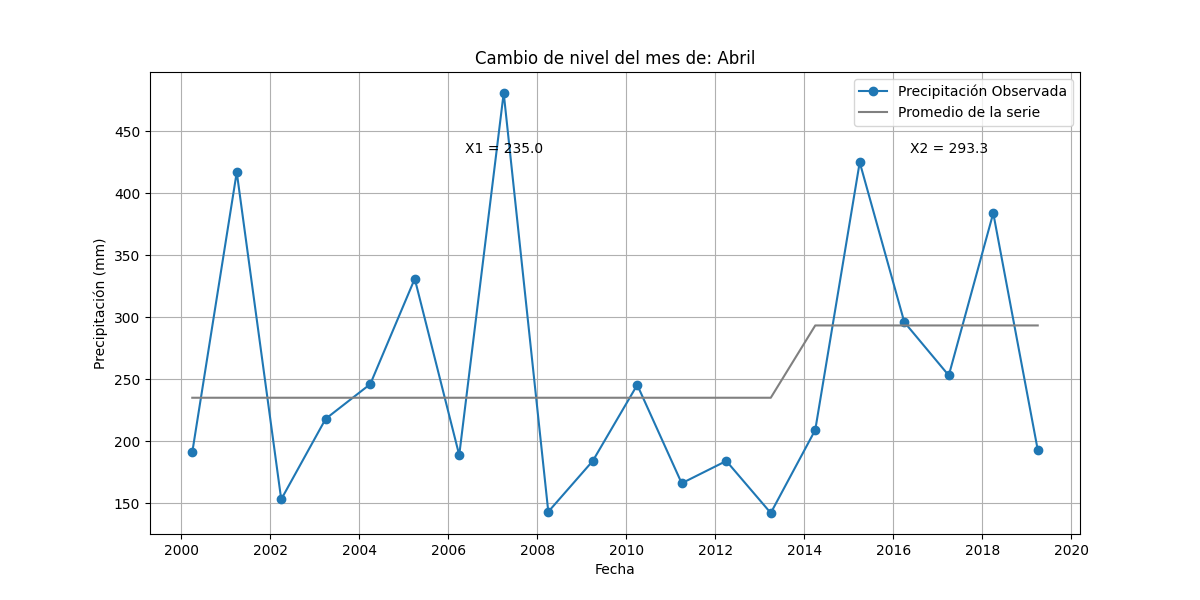 Cambio de nivel del mes de: Abril
Precipitación Observada
Promedio de la serie
X1 = 235.0
X2 = 293.3
Precipitación (mm)
450
400
350
300
250
200
150
2000 2002 2004 2006 2008 2010 2012 2014 2016 2018 2020
Fecha